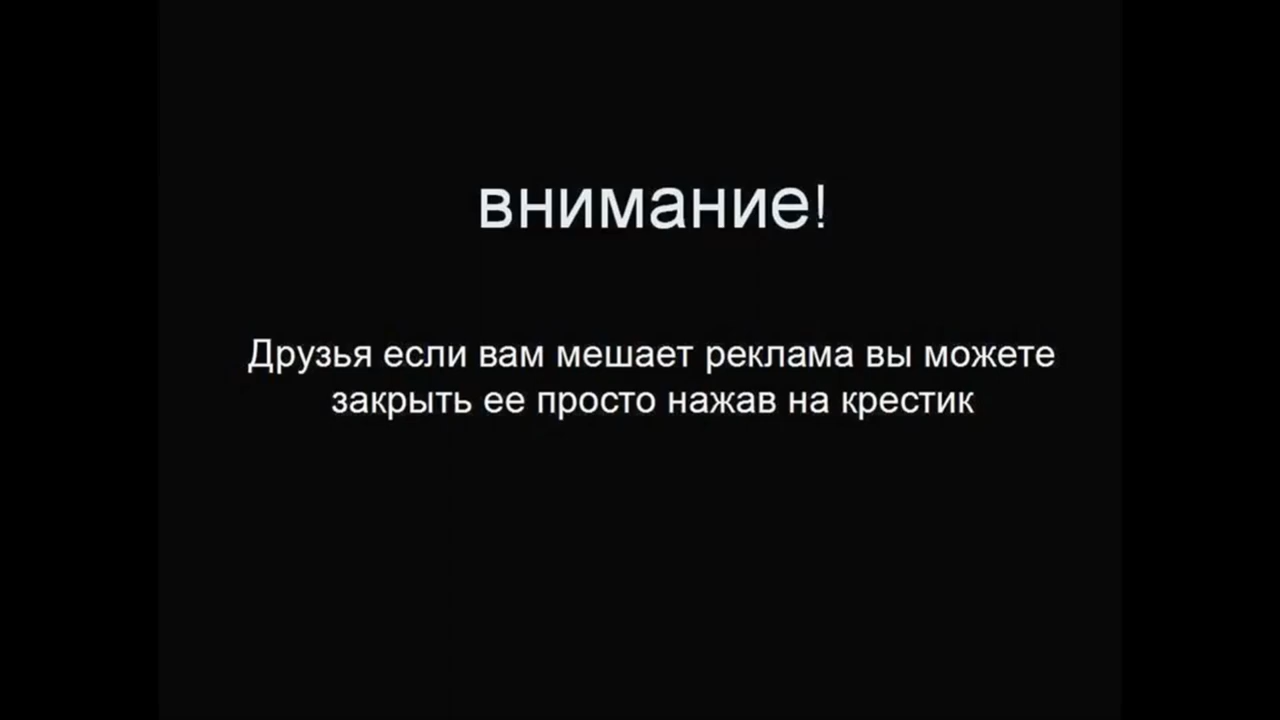 внимание!
Друзья если вам мешает реклама вы можете
закрыть ее просто нажав на крестик